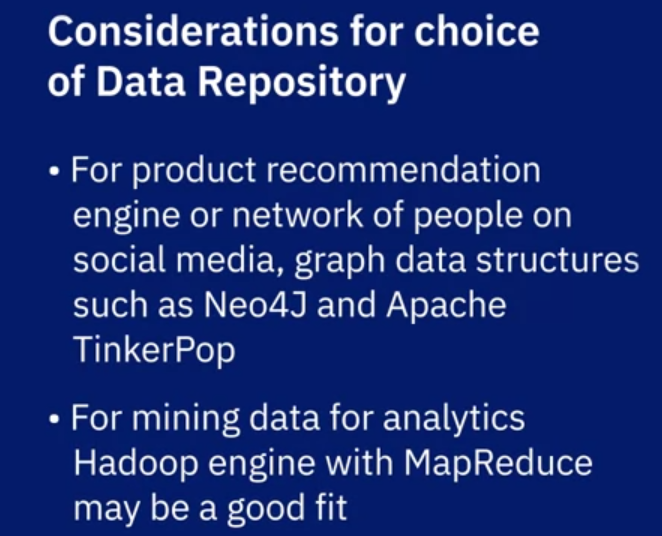 Considerations for choice
of Data Repository
• For product recommendation
engine or network of people on
social media, graph data structures
such as Neo4J and Apache
TinkerPop
• For mining data for analytics
Hadoop engine with MapReduce
may be a good fit